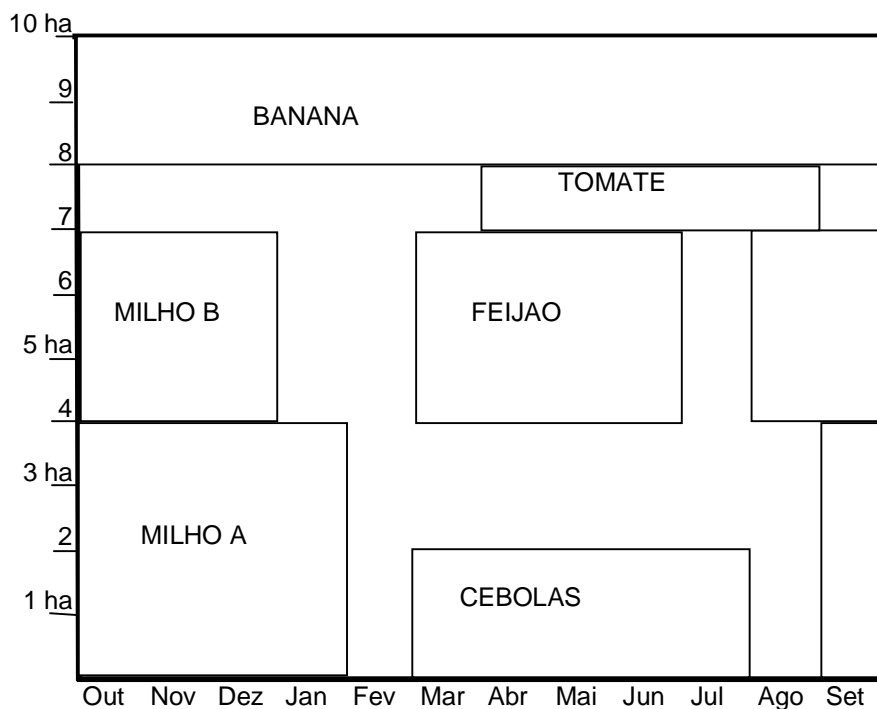 10 ha
9
BANANA
8
TOMATE
7
6
MILHO B
FEIJAO
5 ha
4
3 ha
2
MILHO A
1 ha
CEBOLAS
Out Nov Dez Jan Fev Mar Abr Mai Jun Jul Ago Set